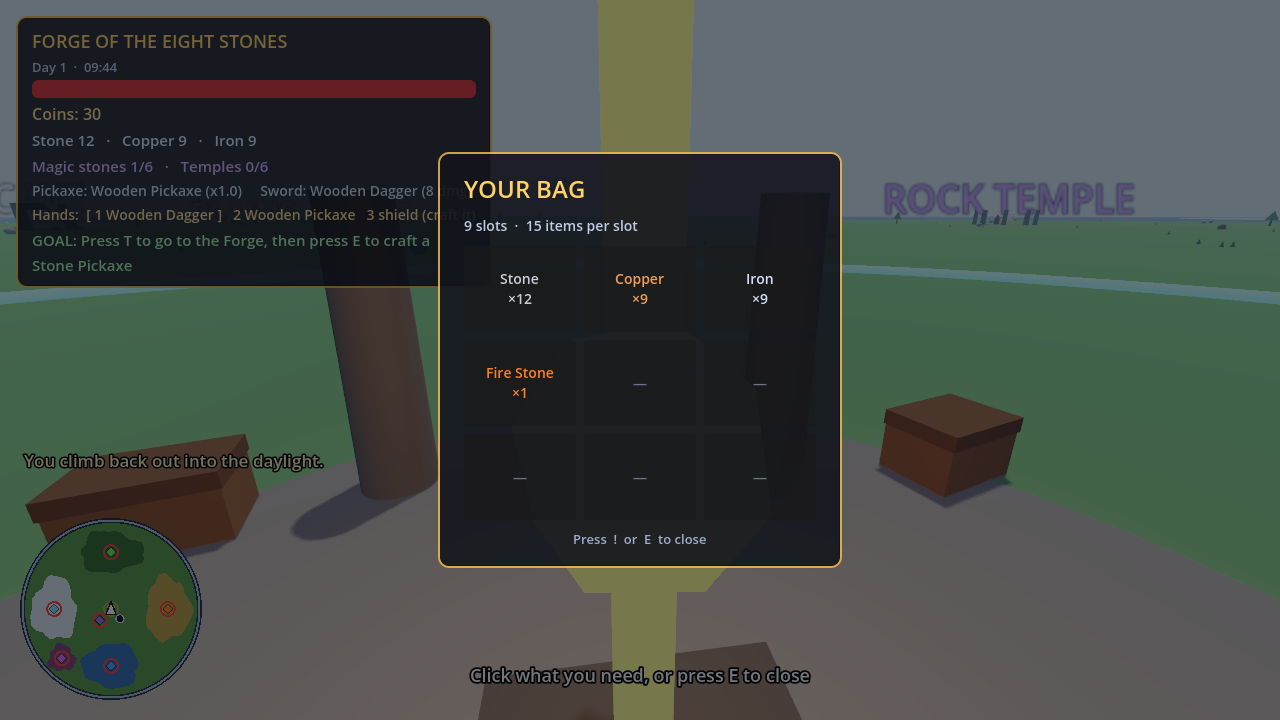 FORGE OF THE EIGHT STONES
Day 1 · 09:44
Coins: 30
Stone 12 · Copper 9 · Iron 9
Magic stones 1/6 · Temples 0/6
Pickaxe: Wooden Pickaxe (x1.0) Sword: Wooden Dagger (8 dmg
Hands: [ 1 Wooden Dagger ] 2 Wooden Pickaxe 3 shield (craft in
GOAL: Press T to go to the Forge, then press E to craft a
Stone Pickaxe
ROCK TEMPLE
YOUR BAG
9 slots · 15 items per slot
Stone
×12
Copper
×9
Iron
×9
Fire Stone
×1
—
—
—
—
—
Press ! or E to close
You climb back out into the daylight.
Click what you need, or press E to close